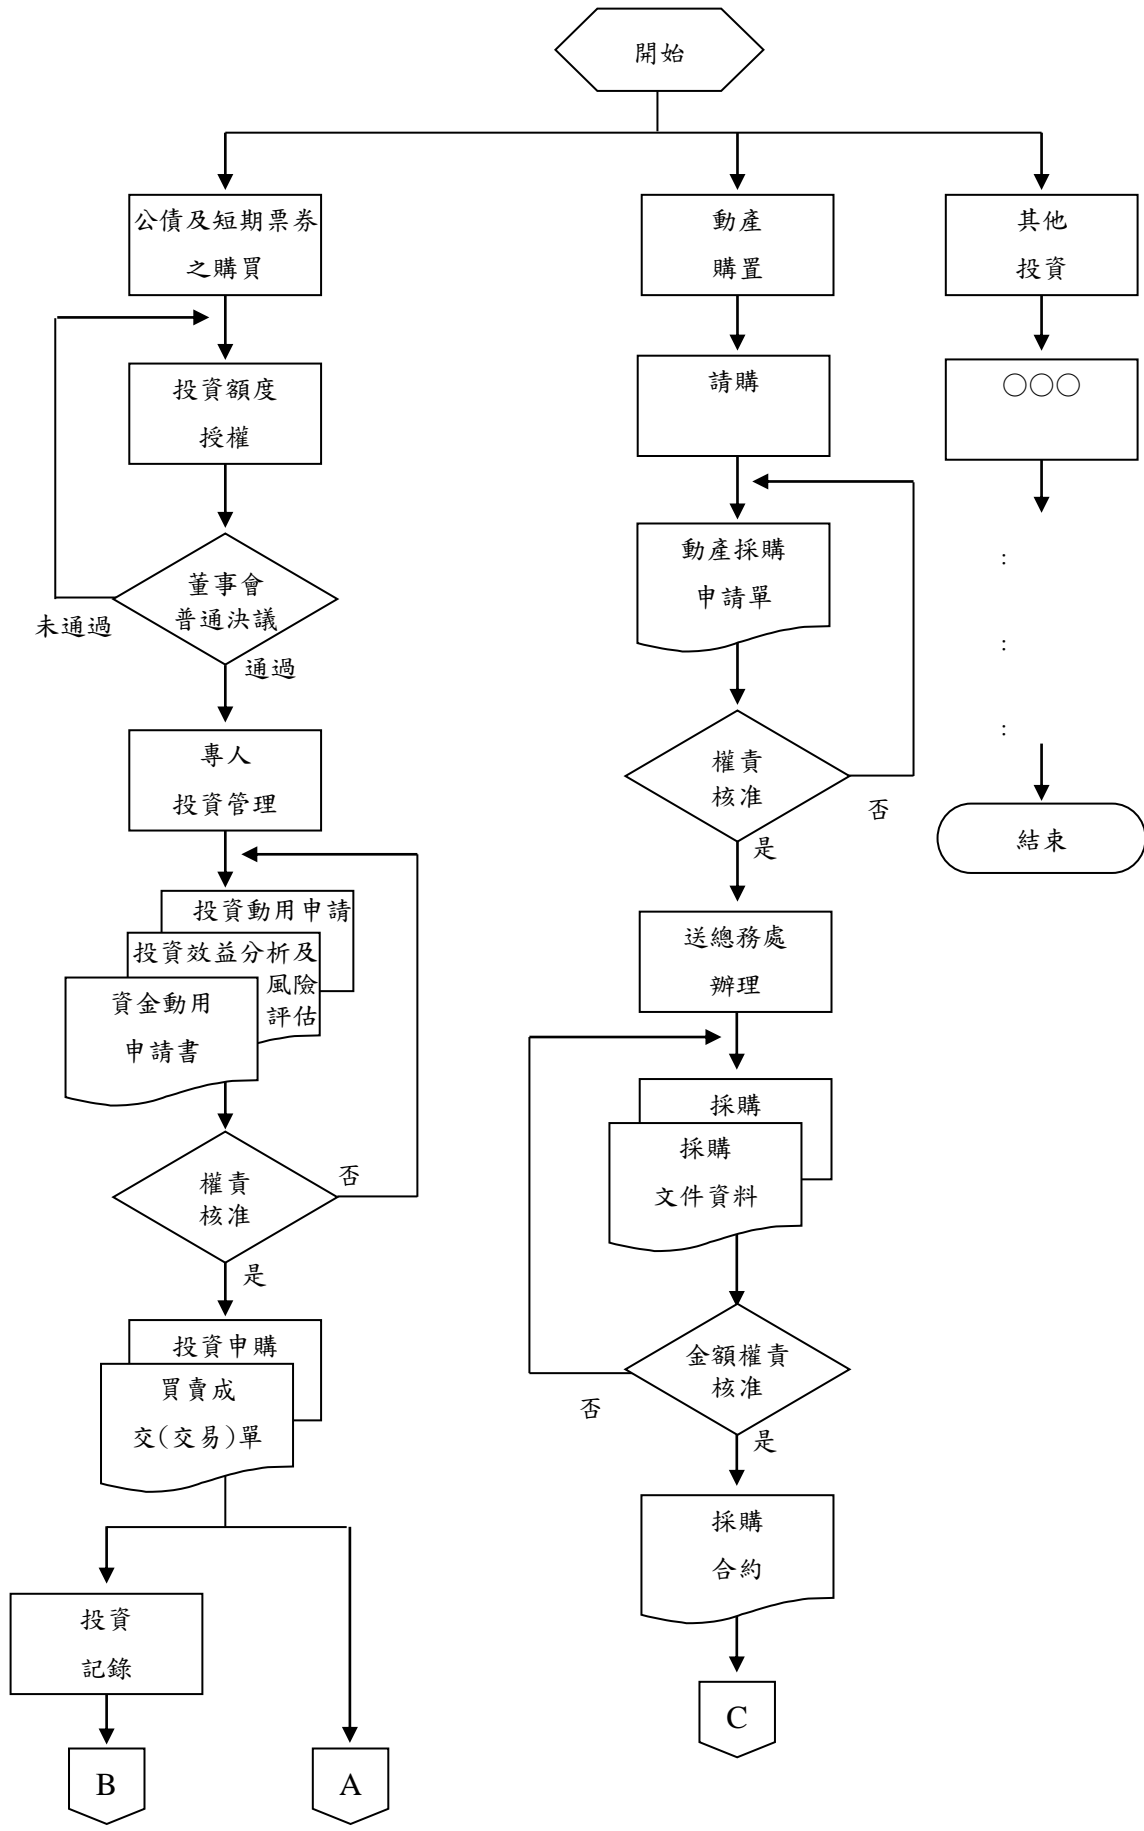 開始
公債及短期票券
之購買
投資額度
授權
董事會
普通決議
未通過
通過
專人
投資管理
投資動用申請
投資效益分析及
風險
評估
資金動用
申請書
權責
核准
否
是
投資申購
買賣成
交(交易)單
投資
記錄
B
A
動產
購置
請購
動產採購
申請單
權責
核准
否
是
送總務處
辦理
採購
採購
文件資料
金額權責
核准
否
是
採購
合約
C
其他
投資
○○○
:
:
:
結束